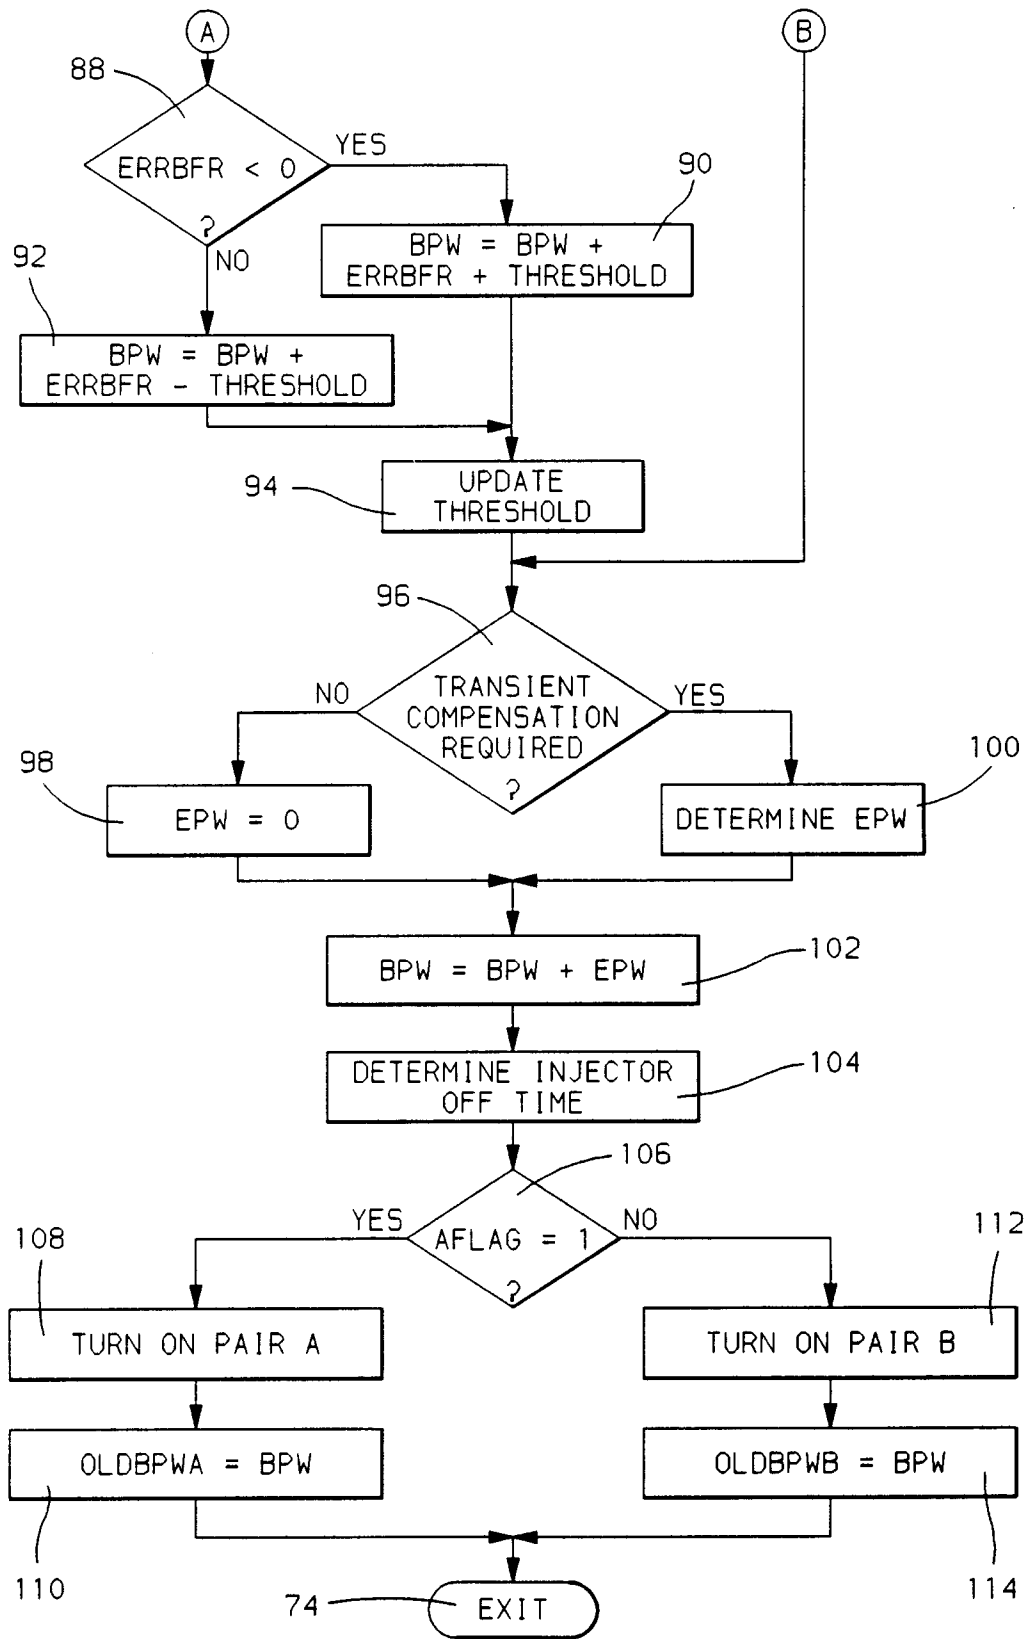 A
B
88
ERRBFR < 0
?
YES
NO
90
BPW = BPW +
ERRBFR + THRESHOLD
92
BPW = BPW +
ERRBFR - THRESHOLD
94
UPDATE
THRESHOLD
96
TRANSIENT
COMPENSATION
REQUIRED
?
NO
YES
98
EPW = 0
100
DETERMINE EPW
BPW = BPW + EPW
102
DETERMINE INJECTOR
OFF TIME
104
106
AFLAG = 1
?
YES
NO
108
TURN ON PAIR A
112
TURN ON PAIR B
OLDBPWA = BPW
110
OLDBPWB = BPW
114
74
EXIT